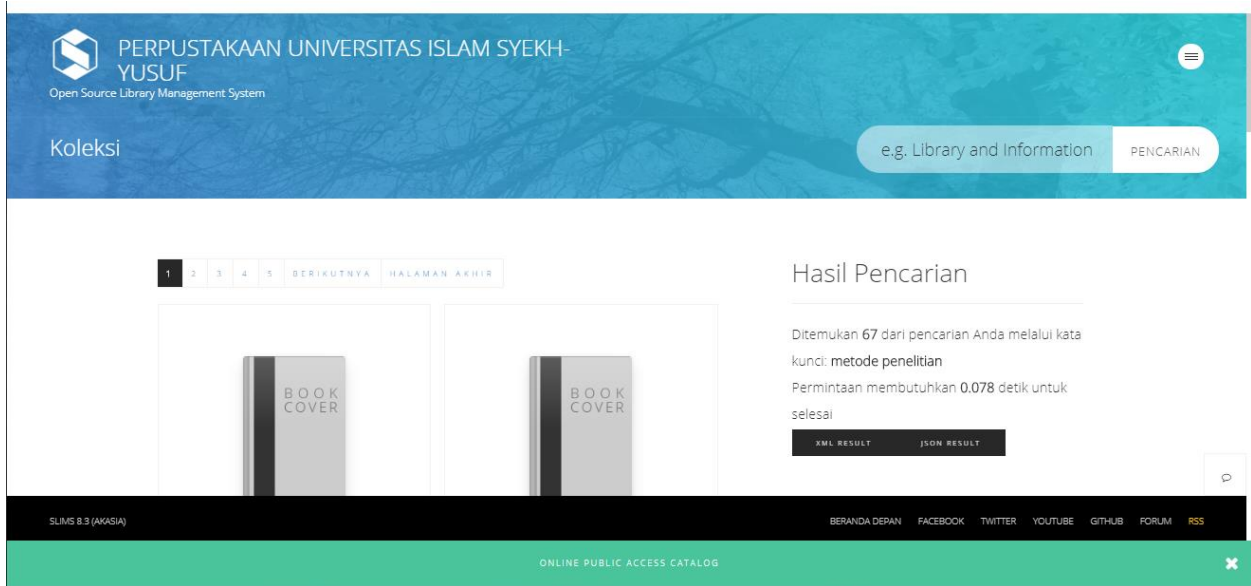 PERPUSTAKAAN UNIVERSITAS ISLAM SYEKH-
YUSUF
Open Source Library Management System
Koleksi
e.g. Library and Information
PENCARIAN
1 2 3 4 5 BERIKUTNYA HALAMAN AKHIR
BOOK
COVER
BOOK
COVER
Hasil Pencarian
Ditemukan 67 dari pencarian Anda melalui kata
kunci: metode penelitian
Permintaan membutuhkan 0.078 detik untuk
selesai
XML RESULT JSON RESULT
SLIMS 8.3 (AKASIA)
BERANDA DEPAN FACEBOOK TWITTER YOUTUBE GITHUB FORUM RSS
ONLINE PUBLIC ACCESS CATALOG